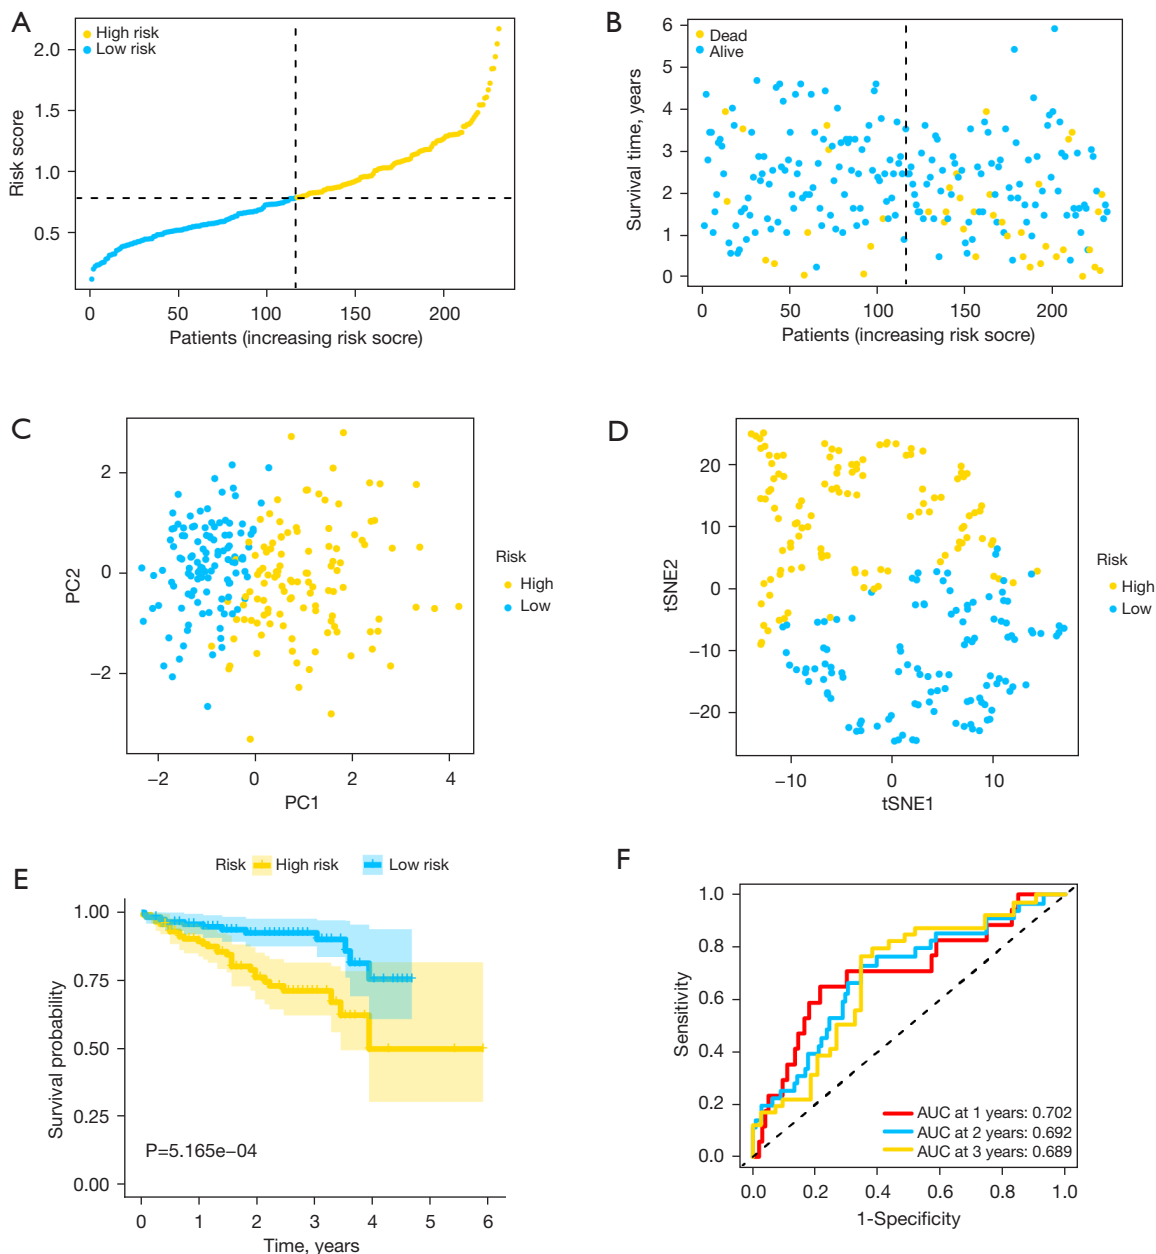 A
High risk
Low risk
Risk score
2.0
1.5
1.0
0.5
0 50 100 150 200
Patients (increasing risk socre)
B
Dead
Alive
Survival time, years
6
5
4
3
2
1
0
0 50 100 150 200
Patients (increasing risk socre)
C
PC2
2
0
−2
−2 0 2 4
PC1
Risk
High
Low
D
tSNE2
20
10
0
−10
−20
−10 0 10
tSNE1
Risk
High
Low
E
Risk High risk Low risk
Survival probability
1.00
0.75
0.50
0.25
0.00
P=5.165e−04
0 1 2 3 4 5 6
Time, years
F
Sensitivity
1.0
0.8
0.6
0.4
0.2
0.0
AUC at 1 years: 0.702
AUC at 2 years: 0.692
AUC at 3 years: 0.689
0.0 0.2 0.4 0.6 0.8 1.0
1-Specificity